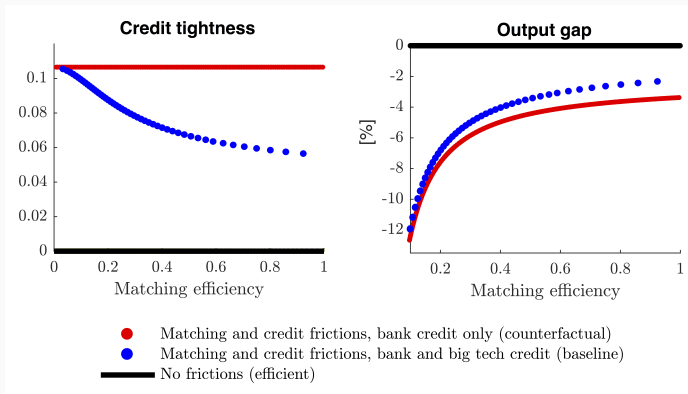 Credit tightness
0.1
0.08
0.06
0.04
0.02
0
0 0.2 0.4 0.6 0.8 1
Matching efficiency
Output gap
[%]
0
-2
-4
-6
-8
-10
-12
0.2 0.4 0.6 0.8 1
Matching efficiency
Matching and credit frictions, bank credit only (counterfactual)
Matching and credit frictions, bank and big tech credit (baseline)
No frictions (efficient)